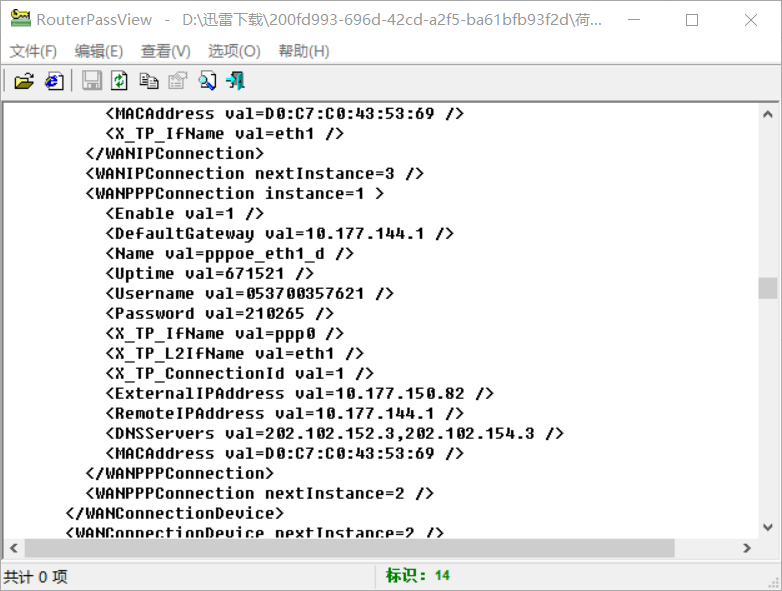 RouterPassView - D:\迅雷下载\200fd993-696d-42cd-a2f5-ba61bfb93f2d\荷...
文件(F) 编辑(E) 查看(V) 选项(O) 帮助(H)
<MACAddress val=D0:C7:C0:43:53:69 />
<X_TP_IfName val=eth1 />
</WANIPConnection>
<WANIPConnection nextInstance=3 />
<WANPPPConnection instance=1 >
<Enable val=1 />
<DefaultGateway val=10.177.144.1 />
<Name val=pppoe_eth1_d />
<Uptime val=671521 />
<Username val=053700357621 />
<Password val=210265 />
<X_TP_IfName val=ppp0 />
<X_TP_L2IfName val=eth1 />
<X_TP_ConnectionId val=1 />
<ExternalIPAddress val=10.177.150.82 />
<RemoteIPAddress val=10.177.144.1 />
<DNSServers val=202.102.152.3,202.102.154.3 />
<MACAddress val=D0:C7:C0:43:53:69 />
</WANPPPConnection>
<WANPPPConnection nextInstance=2 />
</WANConnectionDevice>
<WANConnectionDevice nextInstance=2 />
共计 0 项 标识: 14